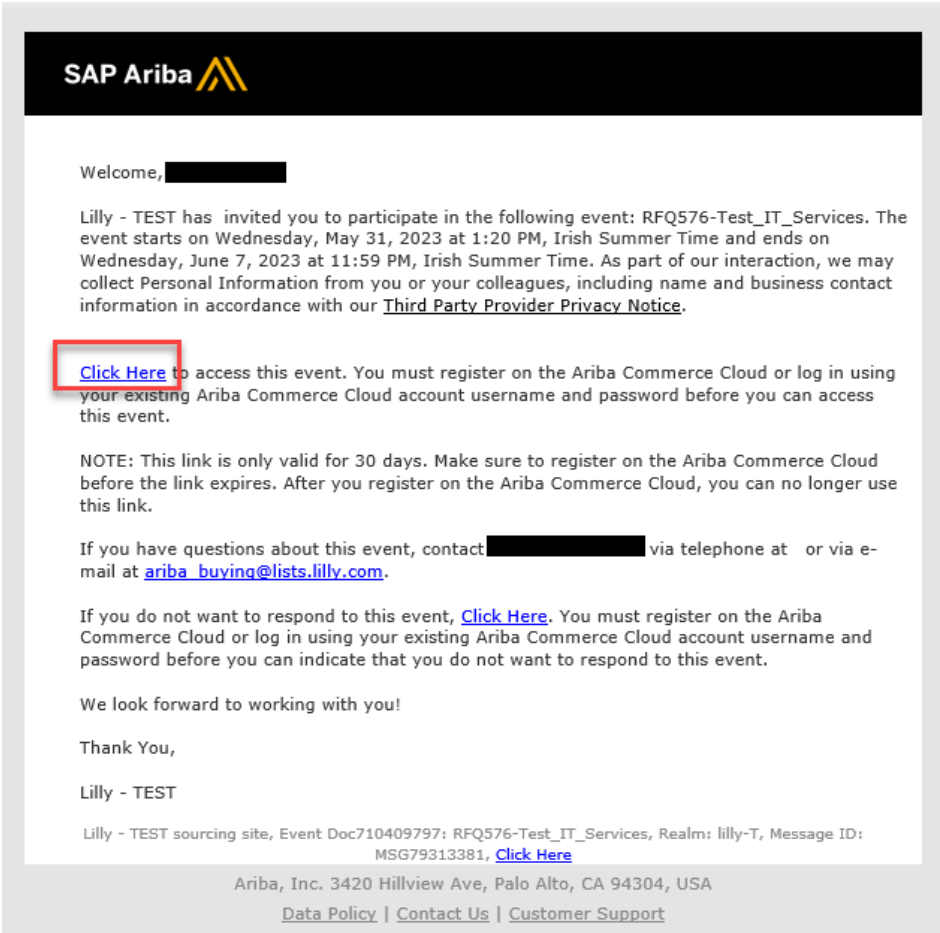 SAP Ariba
Welcome,
Lilly - TEST has invited you to participate in the following event: RFQ576-Test_IT_Services. The
event starts on Wednesday, May 31, 2023 at 1:20 PM, Irish Summer Time and ends on
Wednesday, June 7, 2023 at 11:59 PM, Irish Summer Time. As part of our interaction, we may
collect Personal Information from you or your colleagues, including name and business contact
information in accordance with our Third Party Provider Privacy Notice.
Click Here to access this event. You must register on the Ariba Commerce Cloud or log in using
your existing Ariba Commerce Cloud account username and password before you can access
this event.
NOTE: This link is only valid for 30 days. Make sure to register on the Ariba Commerce Cloud
before the link expires. After you register on the Ariba Commerce Cloud, you can no longer use
this link.
If you have questions about this event, contact via telephone at or via e-
mail at ariba_buying@lists.lilly.com.
If you do not want to respond to this event, Click Here. You must register on the Ariba
Commerce Cloud or log in using your existing Ariba Commerce Cloud account username and
password before you can indicate that you do not want to respond to this event.
We look forward to working with you!
Thank You,
Lilly - TEST
Lilly - TEST sourcing site, Event Doc710409797: RFQ576-Test_IT_Services, Realm: lilly-T, Message ID:
MSG79313381, Click Here
Ariba, Inc. 3420 Hillview Ave, Palo Alto, CA 94304, USA
Data Policy | Contact Us | Customer Support